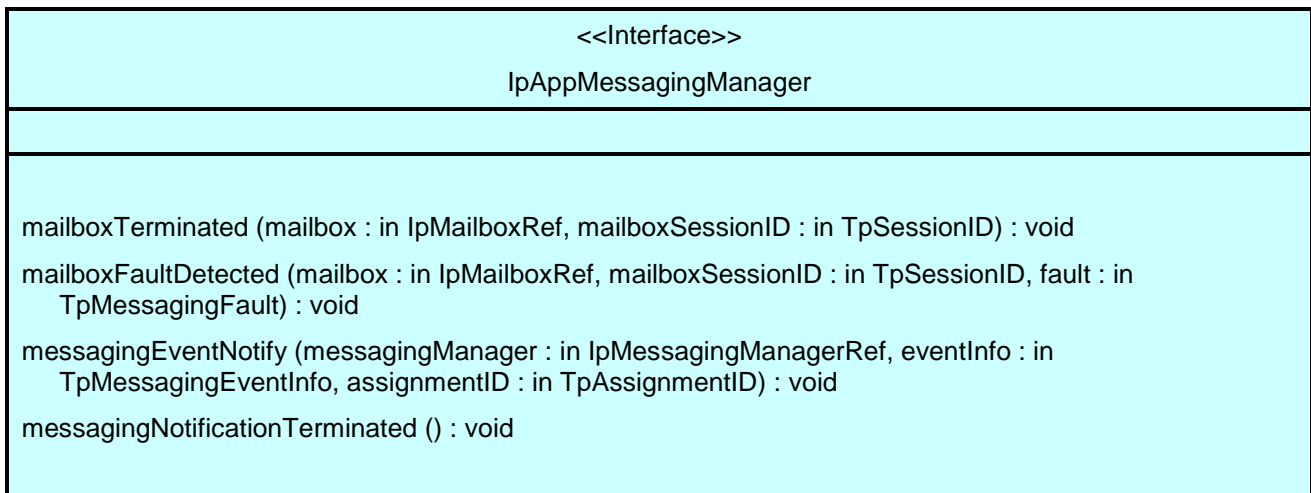 <<Interface>>
IpAppMessagingManager
mailboxTerminated (mailbox : in IpMailboxRef, mailboxSessionID : in TpSessionID) : void
mailboxFaultDetected (mailbox : in IpMailboxRef, mailboxSessionID : in TpSessionID, fault : in
TpMessagingFault) : void
messagingEventNotify (messagingManager : in IpMessagingManagerRef, eventInfo : in
TpMessagingEventInfo, assignmentID : in TpAssignmentID) : void
messagingNotificationTerminated () : void